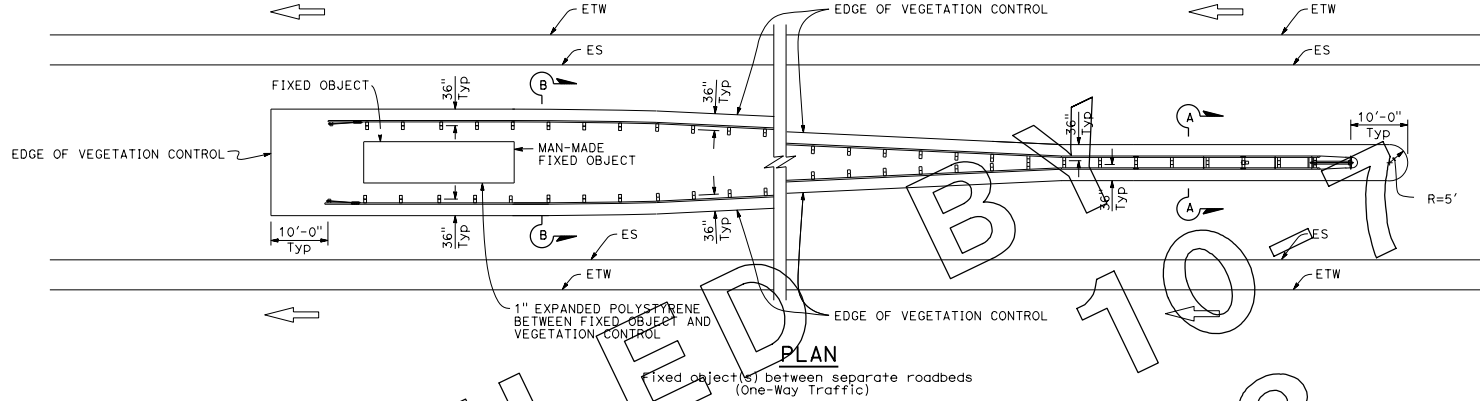 ETW
EDGE OF VEGETATION CONTROL
ETW
ES
ES
FIXED OBJECT
B
36"
Typ
36"
Typ
A
36"
Typ
10'-0"
Typ
EDGE OF VEGETATION CONTROL
MAN-MADE
FIXED OBJECT
R=5'
10'-0"
Typ
36"
Typ
B
36"
Typ
A
36"
Typ
ES
ES
ETW
ETW
1" EXPANDED POLYSTYRENE
BETWEEN FIXED OBJECT AND
VEGETATION CONTROL
EDGE OF VEGETATION CONTROL
PLAN
Fixed object(s) between separate roadbeds
(One-Way Traffic)
BY